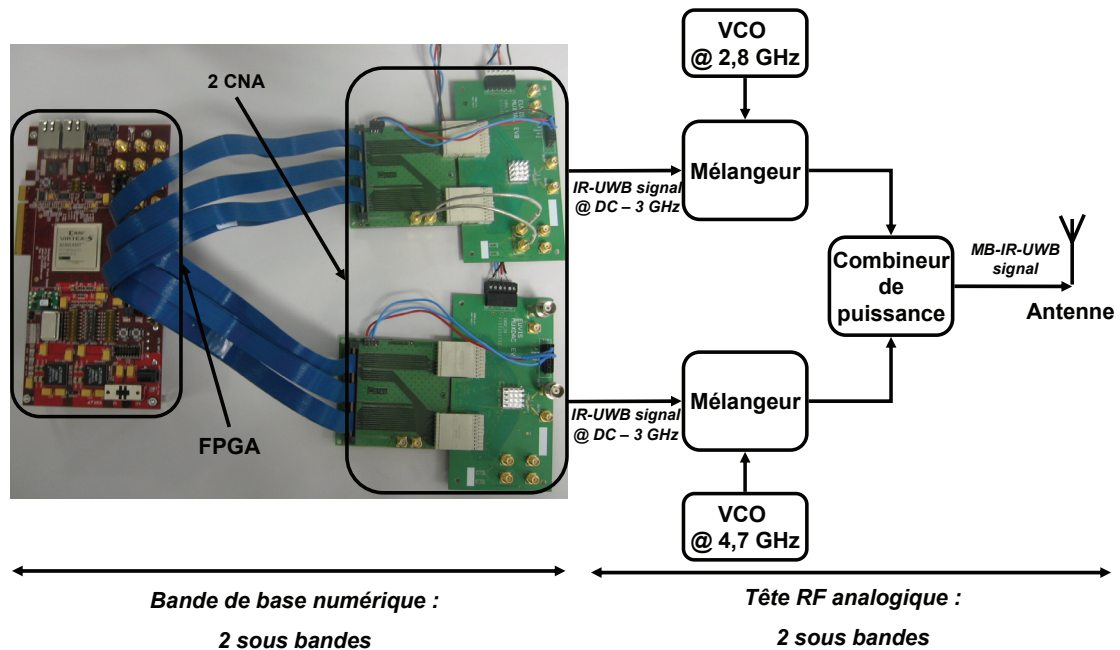 VCO
@ 2,8 GHz
2 CNA
Mélangeur
IR-UWB signal
@ DC – 3 GHz
Combineur
de
puissance
MB-IR-UWB
signal
Antenne
FPGA
VIRTEX-5
Mélangeur
IR-UWB signal
@ DC – 3 GHz
VCO
@ 4,7 GHz
Bande de base numérique :
2 sous bandes
Tête RF analogique :
2 sous bandes